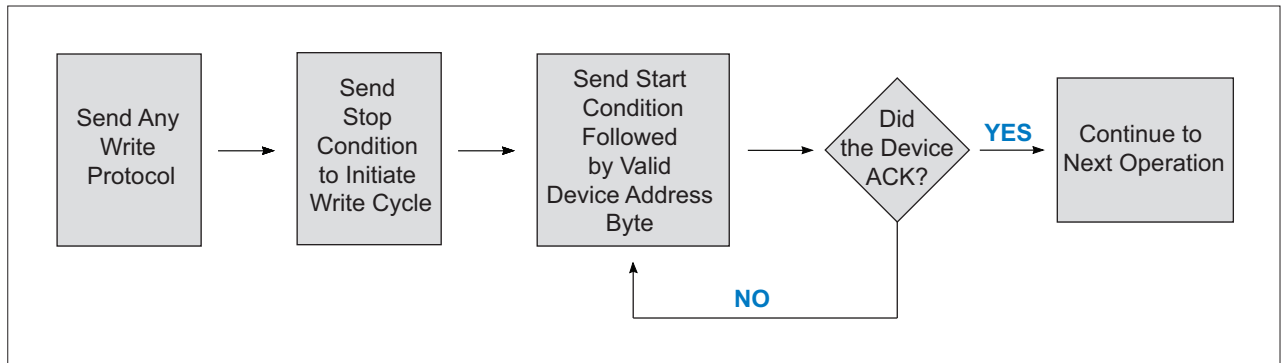 Send Any
Write
Protocol
Send
Stop
Condition
to Initiate
Write Cycle
Send Start
Condition
Followed
by Valid
Device Address
Byte
Did
the Device
ACK?
YES
NO
Continue to
Next Operation